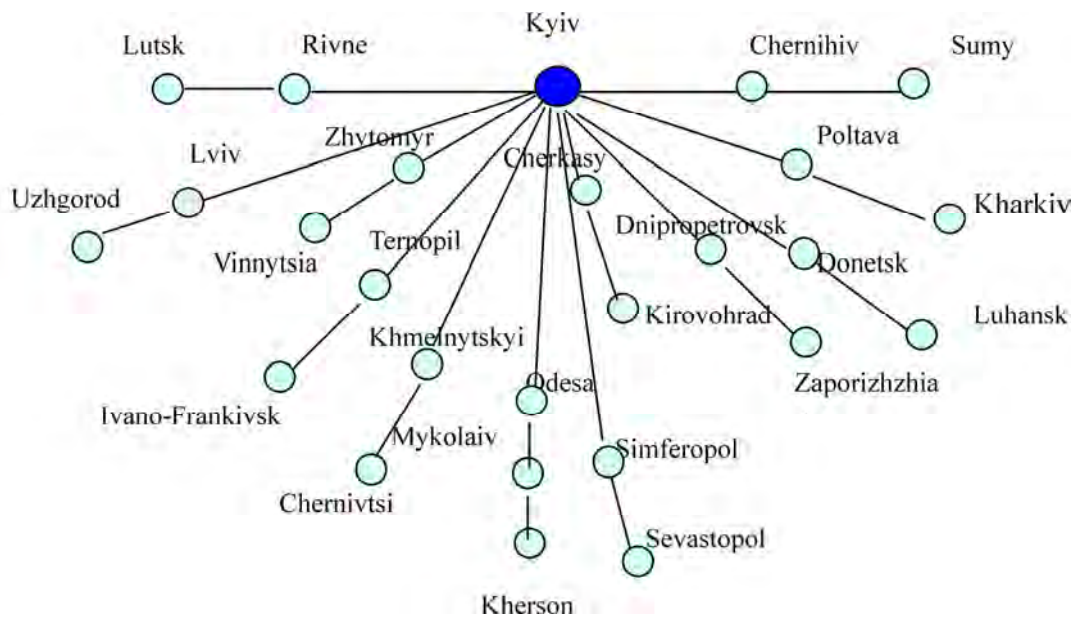 Kyiv
Lutsk
Rivne
Chernihiv
Sumy
Zhytomyr
Poltava
Lviv
Cherkasy
Uzhgorod
Kharkiv
Dnipropetrovsk
Ternopil
Vinnytsia
Donetsk
Kirovohrad
Luhansk
Khmelnytskyi
Odesa
Zaporizhzhia
Ivano-Frankivsk
Mykolaiv
Simferopol
Chernivtsi
Sevastopol
Kherson